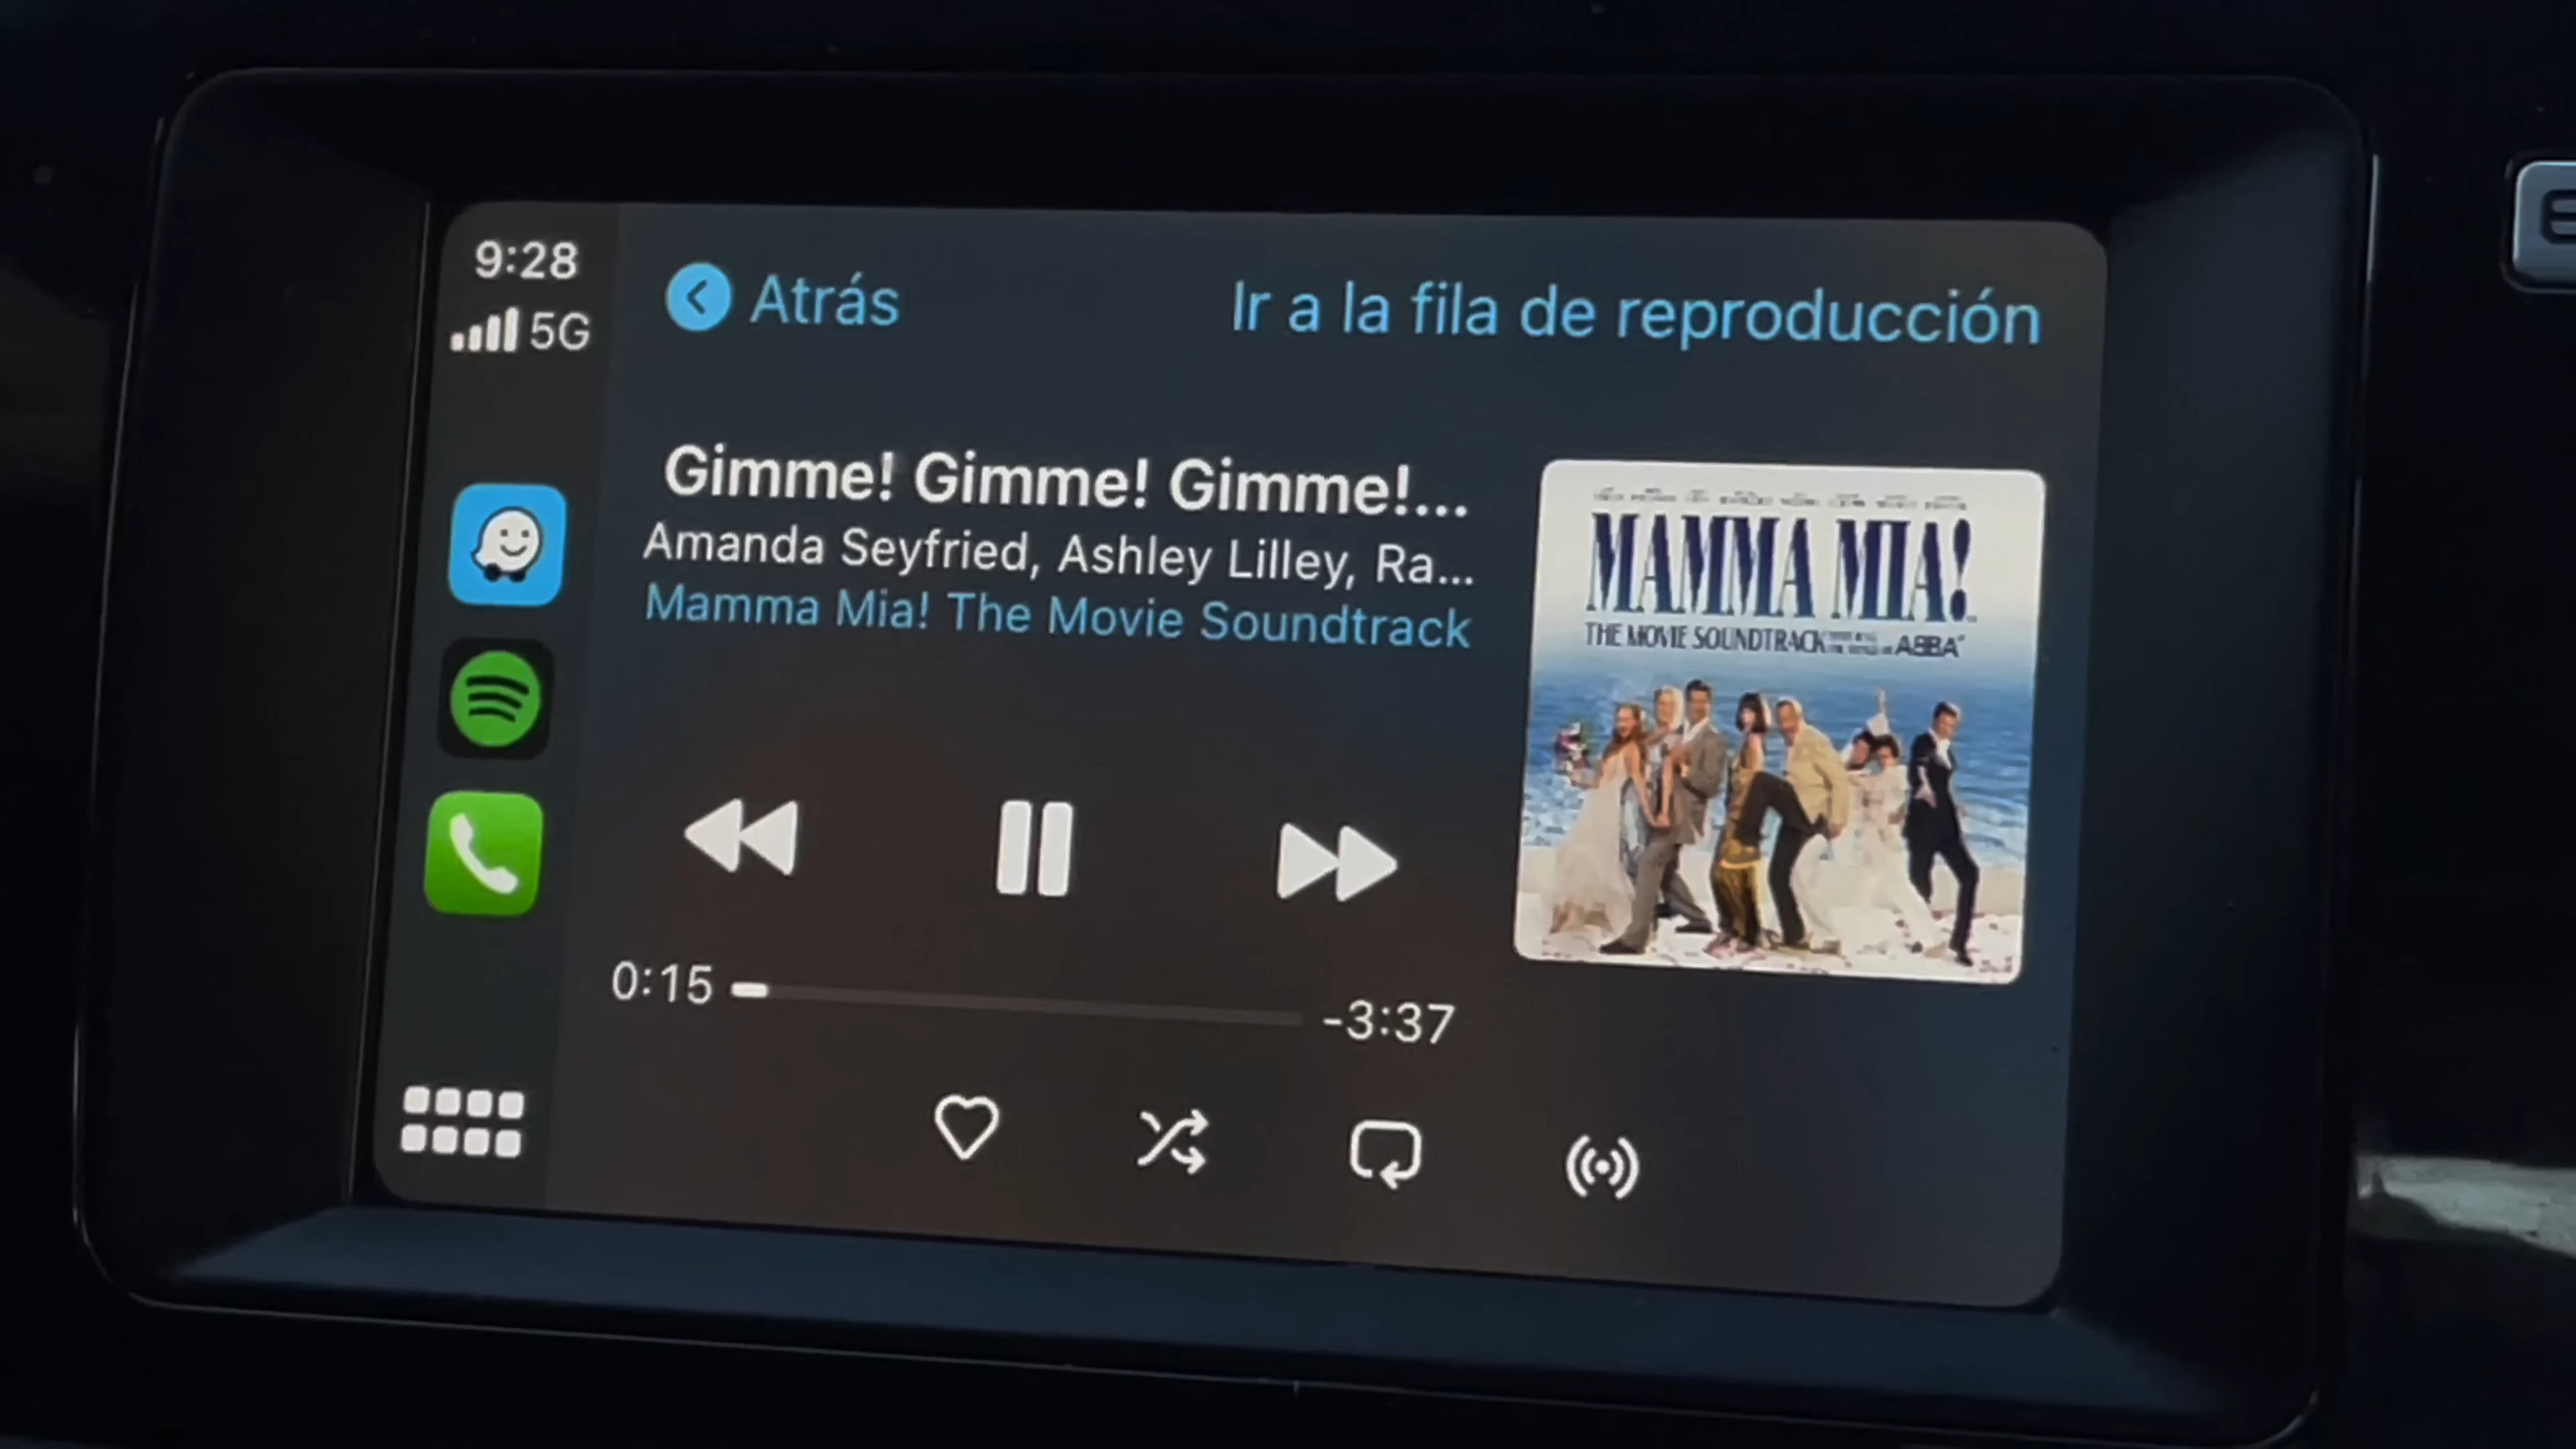 9:28
5G
Atrás
Ir a la fila de reproducción
Gimme! Gimme! Gimme!...
Amanda Seyfried, Ashley Lilley, Ra...
Mamma Mia! The Movie Soundtrack
MAMMA MIA!
THE MOVIE SOUNDTRACK
ABBA
0:15
-3:37